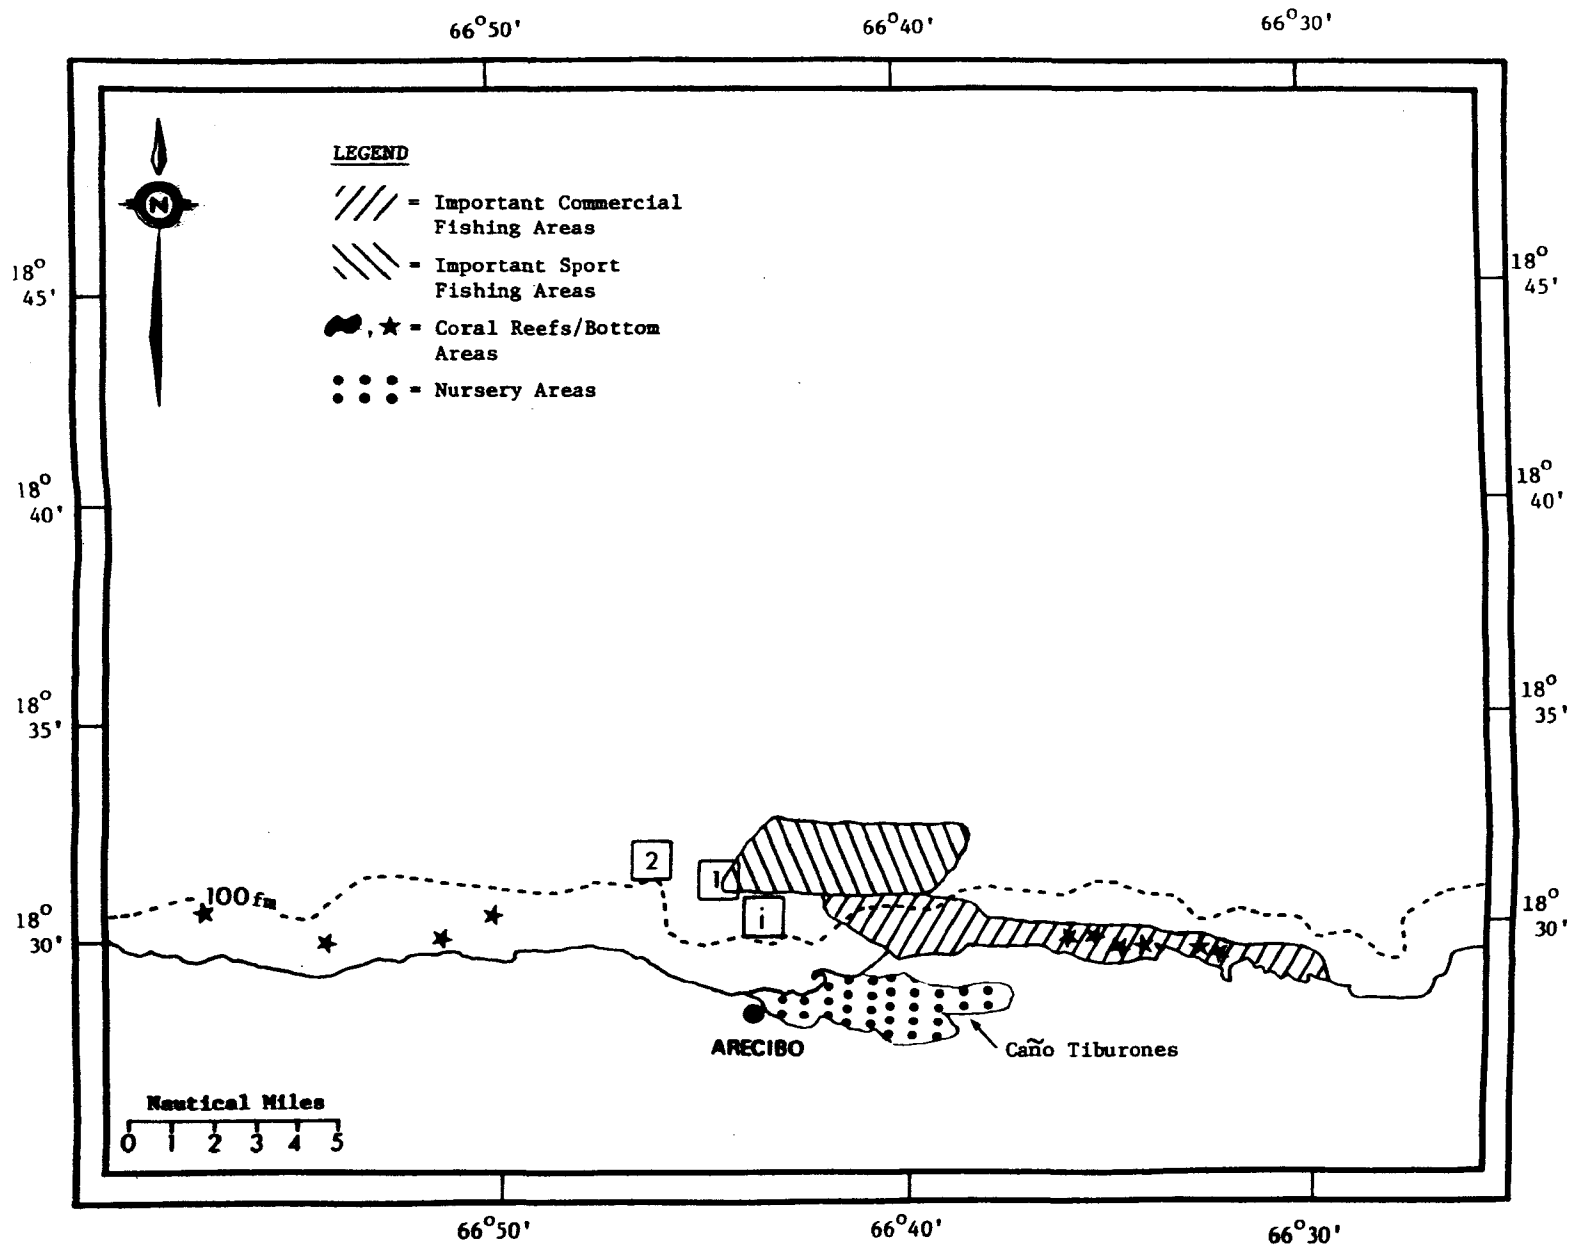 66°50' 66°40' 66°30'
N
LEGEND
= Important Commercial
Fishing Areas
= Important Sport
Fishing Areas
, ★ = Coral Reefs/Bottom
Areas
= Nursery Areas
18°
45'
18°
45'
18°
40'
18°
40'
18°
35'
18°
35'
2
1
i
100fm
18°
30'
18°
30'
ARECIBO
Caño Tiburones
Nautical Miles
0 1 2 3 4 5
66°50' 66°40' 66°30'